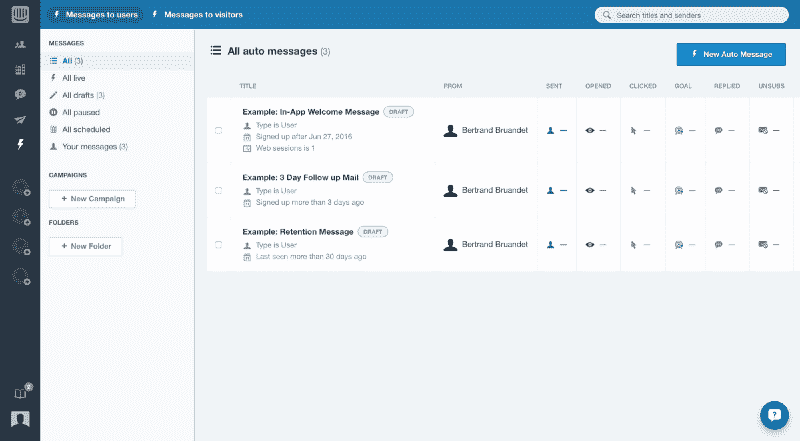 Messages to users
Messages to visitors
Search titles and senders
MESSAGES
All (3)
All live
All drafts (3)
All paused
All scheduled
Your messages (3)
CAMPAIGNS
+ New Campaign
FOLDERS
+ New Folder
2
All auto messages (3)
New Auto Message
TITLE FROM SENT OPENED CLICKED GOAL REPLIED UNSUSS.
Example: In-App Welcome Message DRAFT
Type is User
Signed up after Jun 27, 2016
Web sessions is 1
Bertrand Bruandet — — — — — —
Example: 3 Day Follow up Mail DRAFT
Type is User
Signed up more than 3 days ago
Bertrand Bruandet — — — — — —
Example: Retention Message DRAFT
Type is User
Last seen more than 30 days ago
Bertrand Bruandet — — — — — —